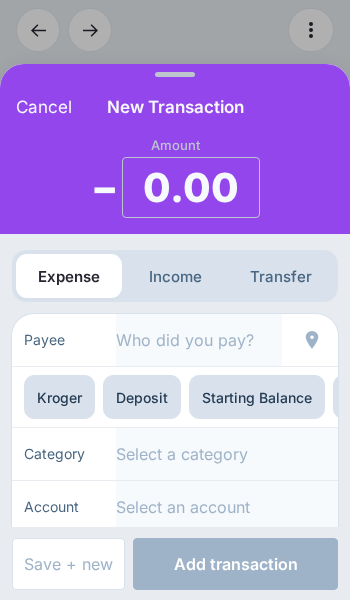 Cancel New Transaction
Amount
– 0.00
Expense Income Transfer
Payee Who did you pay?
Kroger Deposit Starting Balance
Category Select a category
Account Select an account
Save + new Add transaction